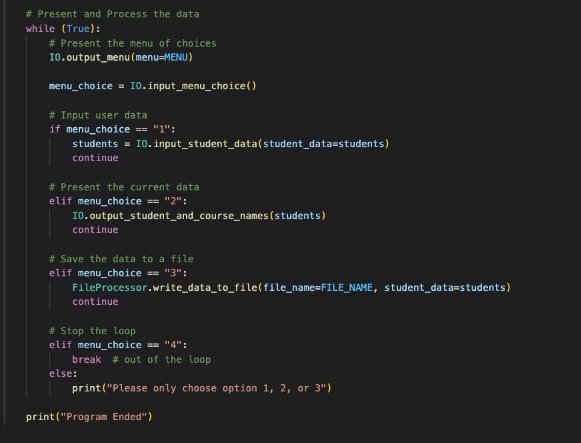 # Present and Process the data
while (True):
    # Present the menu of choices
    IO.output_menu(menu=MENU)

    menu_choice = IO.input_menu_choice()

    # Input user data
    if menu_choice == "1":
        students = IO.input_student_data(student_data=students)
        continue

    # Present the current data
    elif menu_choice == "2":
        IO.output_student_and_course_names(students)
        continue

    # Save the data to a file
    elif menu_choice == "3":
        FileProcessor.write_data_to_file(file_name=FILE_NAME, student_data=students)
        continue

    # Stop the loop
    elif menu_choice == "4":
        break  # out of the loop
    else:
        print("Please only choose option 1, 2, or 3")

print("Program Ended")